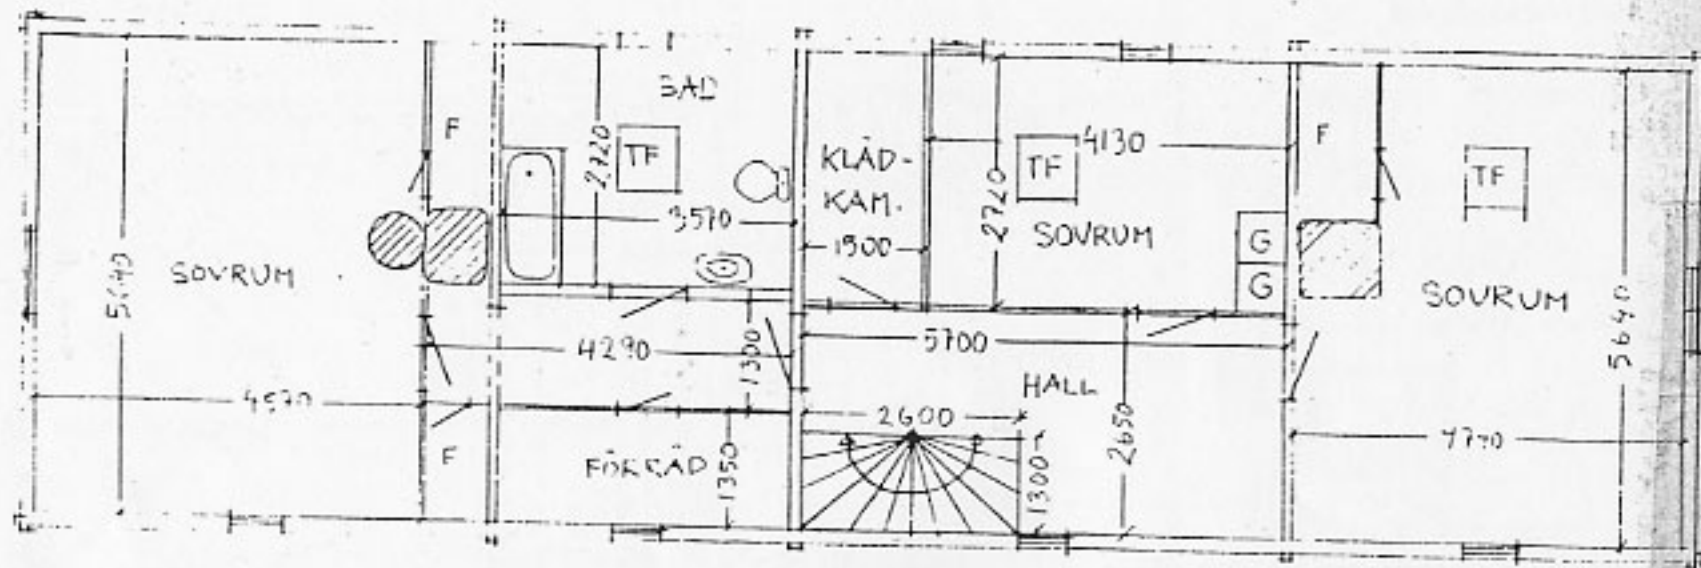 BAD
F
TF
2720
3570
KLÄD-
KAM.
1900
4130
TF
2720
SOVRUM
G
G
F
TF
SOVRUM
5640
SOVRUM
5640
4290
1300
5700
HALL
4570
2600
2650
F
FÖRRÅD
1350
1300